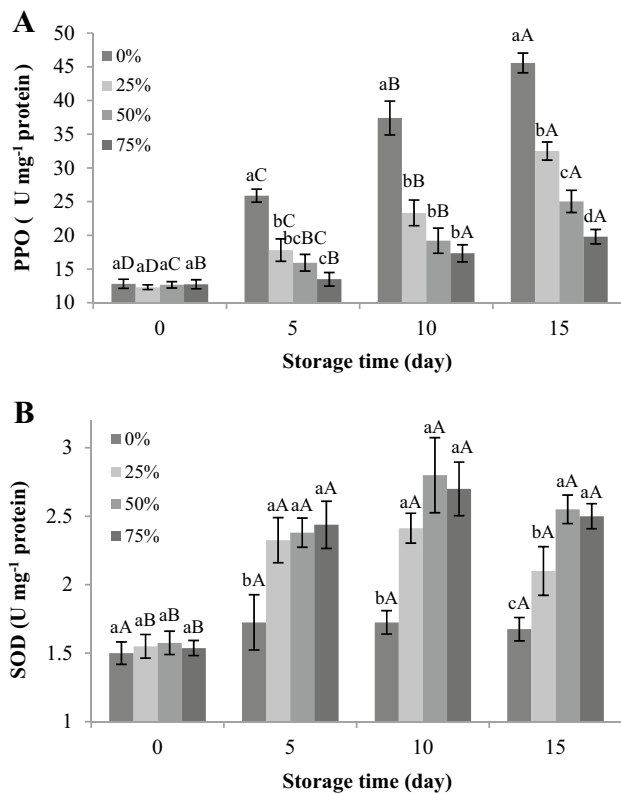 A
PPO ( U mg-1 protein)
50
45
40
35
30
25
20
15
10
0%
25%
50%
75%
aD aD aC aB
aC bC bcBC cB
aB bB bB bA
aA bA cA dA
0 5 10 15
Storage time (day)
B
SOD (U mg-1 protein)
3
2.5
2
1.5
1
0%
25%
50%
75%
aA aB aB aB
bA aA aA aA
bA aA aA aA
cA bA aA aA
0 5 10 15
Storage time (day)